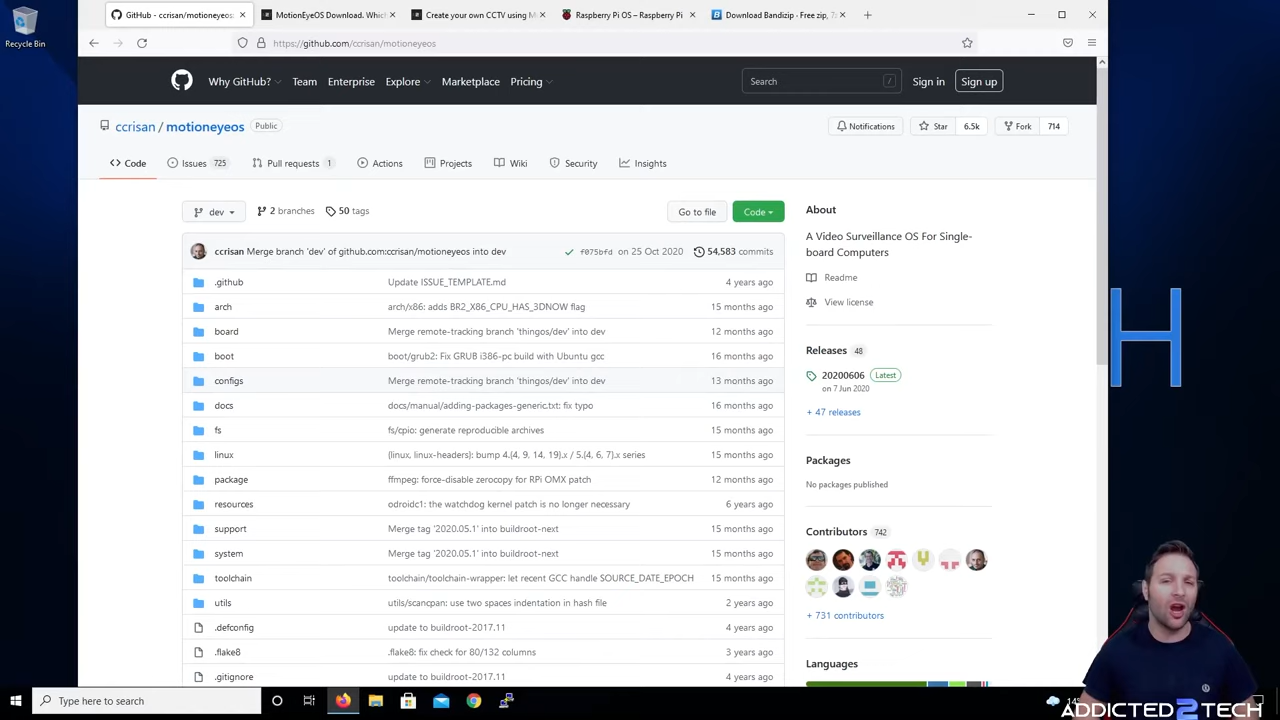 GitHub - ccrisan/motioneyeos:
MotionEyeOS Download. Which
Create your own CCTV using M
Raspberry Pi OS – Raspberry Pi
Download Bandizip - Free zip, 7z
Recycle Bin
https://github.com/ccrisan/motioneyeos
Why GitHub? Team Enterprise Explore Marketplace Pricing Search / Sign in Sign up
ccrisan / motioneyeos Public Notifications Star 6.5k Fork 714
Code Issues 725 Pull requests 1 Actions Projects Wiki Security Insights
dev 2 branches 50 tags Go to file Code
ccrisan Merge branch 'dev' of github.com:ccrisan/motioneyeos into dev f075bfd on 25 Oct 2020 54,583 commits
.github Update ISSUE_TEMPLATE.md 4 years ago
arch arch/x86: adds BR2_X86_CPU_HAS_3DNOW flag 15 months ago
board Merge remote-tracking branch 'thingos/dev' into dev 12 months ago
boot boot/grub2: Fix GRUB i386-pc build with Ubuntu gcc 16 months ago
configs Merge remote-tracking branch 'thingos/dev' into dev 13 months ago
docs docs/manual/adding-packages-generic.txt: fix typo 16 months ago
fs fs/cpio: generate reproducible archives 15 months ago
linux {linux, linux-headers}: bump 4.{4, 9, 14, 19}.x / 5.{4, 6, 7}.x series 15 months ago
package ffmpeg: force-disable zerocopy for RPi OMX patch 12 months ago
resources odroidc1: the watchdog kernel patch is no longer necessary 6 years ago
support Merge tag '2020.05.1' into buildroot-next 15 months ago
system Merge tag '2020.05.1' into buildroot-next 15 months ago
toolchain toolchain/toolchain-wrapper: let recent GCC handle SOURCE_DATE_EPOCH 15 months ago
utils utils/scancpan: use two spaces indentation in hash file 2 years ago
.defconfig update to buildroot-2017.11 4 years ago
.flake8 .flake8: fix check for 80/132 columns 3 years ago
.gitignore update to buildroot-2017.11 4 years ago
About
A Video Surveillance OS For Single-
board Computers
Readme
View license
Releases 48
20200606 Latest
on 7 Jun 2020
+ 47 releases
Packages
No packages published
Contributors 742
+ 731 contributors
Languages
H
Type here to search
ADDICTED2TECH